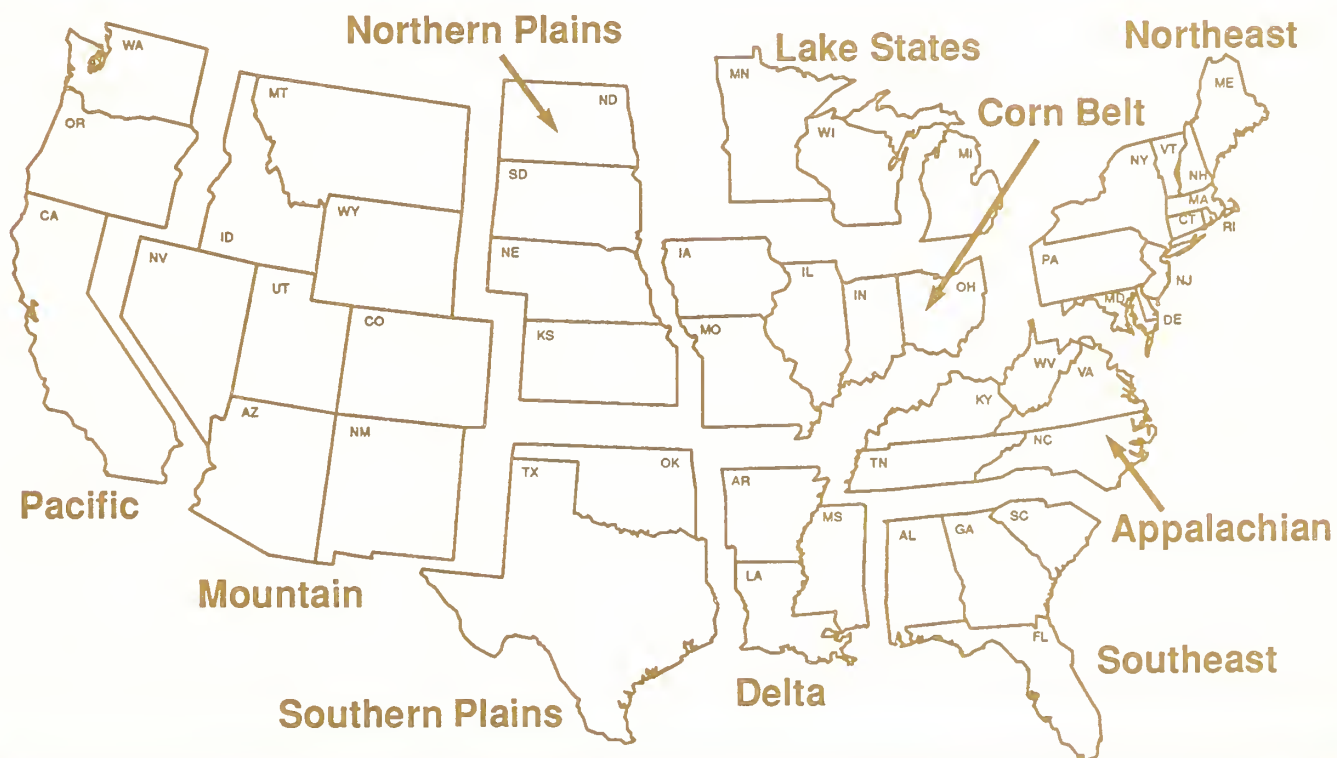 Northern Plains
Lake States
Northeast
Corn Belt
WA
OR
CA
MT
ID
WY
NV
UT
CO
AZ
NM
ND
SD
NE
KS
OK
TX
MN
WI
MI
IA
MO
IL
IN
OH
ME
NY
VT
NH
MA
CT
RI
PA
NJ
MD
DE
WV
VA
KY
NC
TN
AR
MS
LA
AL
GA
SC
FL
Pacific
Mountain
Southern Plains
Delta
Appalachian
Southeast